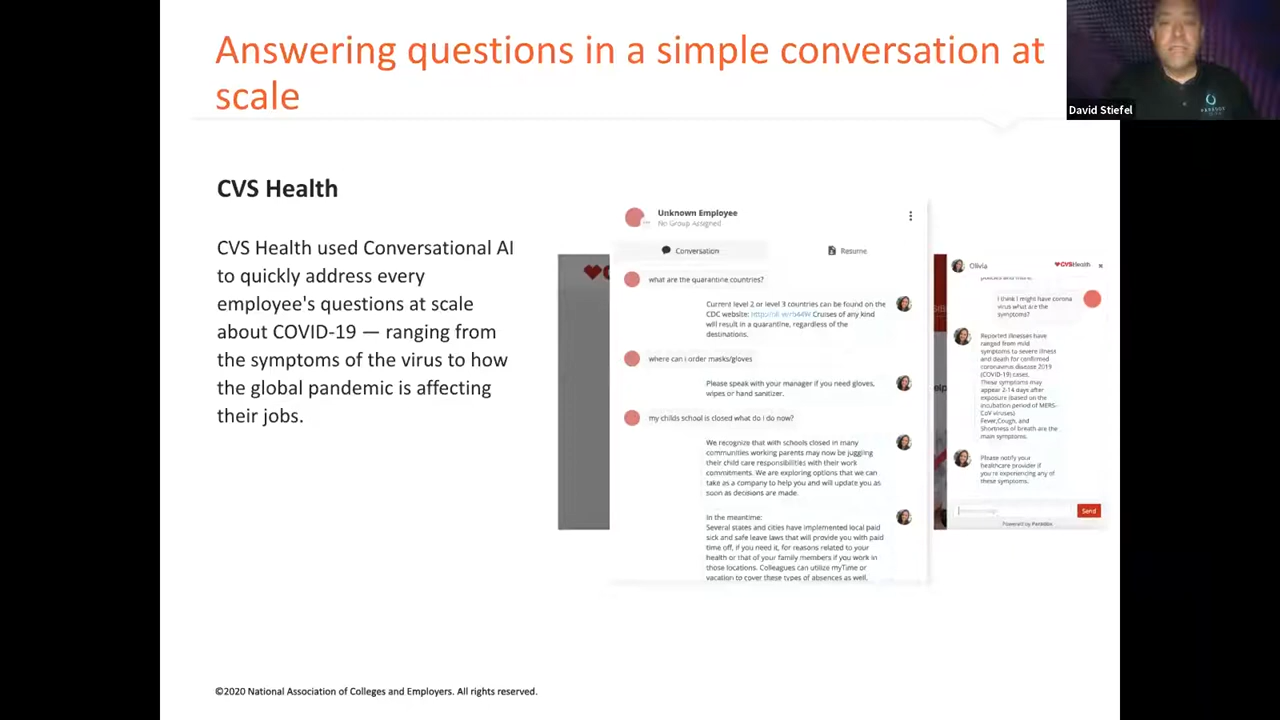 Answering questions in a simple conversation at
scale
David Stiefel
CVS Health
CVS Health used Conversational AI
to quickly address every
employee's questions at scale
about COVID-19 — ranging from
the symptoms of the virus to how
the global pandemic is affecting
their jobs.
Unknown Employee
No Group Assigned
Conversation
Resume
what are the quarantine countries?
Current level 2 or level 3 countries can be found on the
CDC website: Cruises of any kind
will result in a quarantine, regardless of the
destinations.
where can i order masks/gloves
Please speak with your manager if you need gloves,
wipes or hand sanitizer.
my childs school is closed what do i do now?
We recognize that with schools closed in many
communities working parents may now be juggling
their child care responsibilities with their work
commitments. We are exploring options that we can
take as a company to help you and will update you as
soon as decisions are made.
In the meantime:
Several states and cities have implemented local paid
sick and safe leave laws that will provide you with paid
time off, if you need it, for reasons related to your
health or that of your family members if you work in
those locations. Colleagues can utilize myTime or
vacation to cover these types of absences as well.
Olivia
CVSHealth
I think I might have corona
virus what are the
symptoms?
Reported illnesses have
ranged from mild
symptoms to severe illness
and death for confirmed
coronavirus disease 2019
(COVID-19) cases.
These symptoms may
appear 2-14 days after
exposure (based on the
incubation period of MERS-
CoV viruses)
Fever,Cough, and
Shortness of breath are the
main symptoms.
Please notify your
healthcare provider if
you're experiencing any of
these symptoms.
Send
Powered by Paradox
©2020 National Association of Colleges and Employers. All rights reserved.